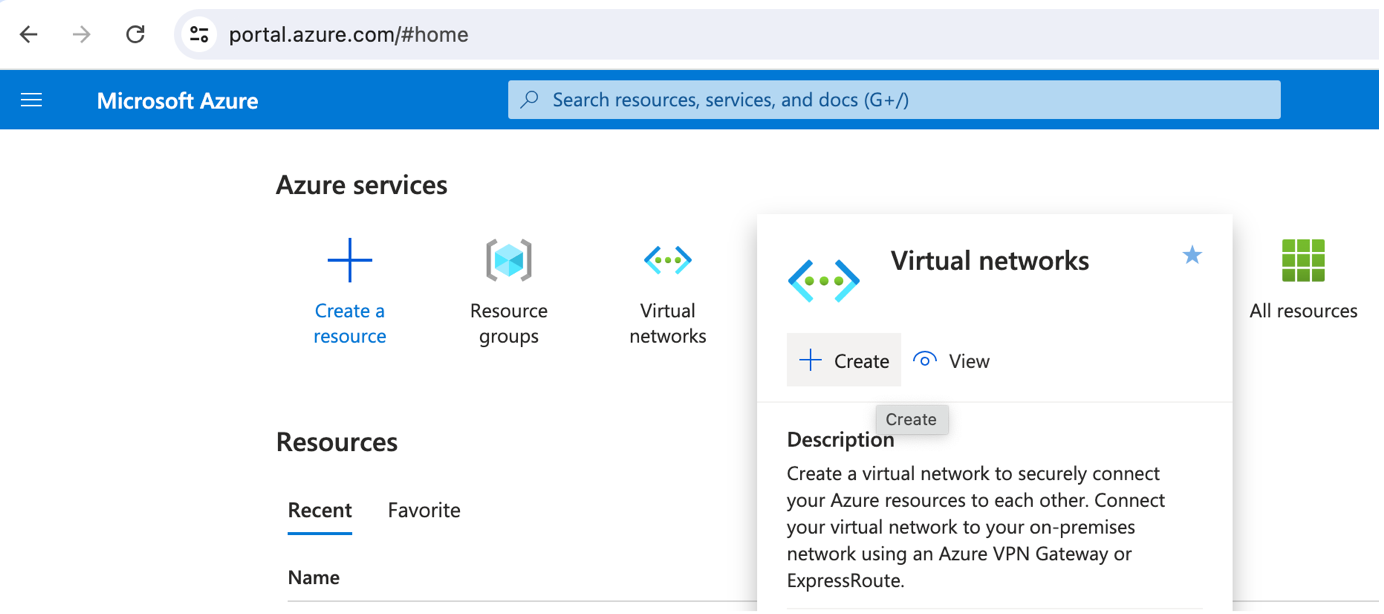 portal.azure.com/#home
Microsoft Azure
Search resources, services, and docs (G+/)
Azure services
Create a
resource
Resource
groups
Virtual
networks
Virtual networks
Create
View
Create
Description
Create a virtual network to securely connect
your Azure resources to each other. Connect
your virtual network to your on-premises
network using an Azure VPN Gateway or
ExpressRoute.
All resources
Resources
Recent
Favorite
Name